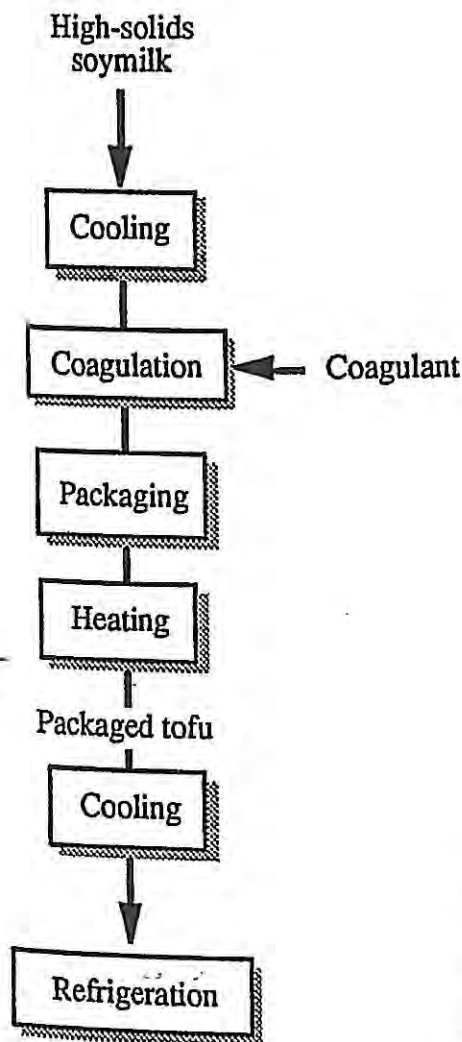 High-solids
soymilk
Cooling
Coagulation
Coagulant
Packaging
Heating
Packaged tofu
Cooling
Refrigeration